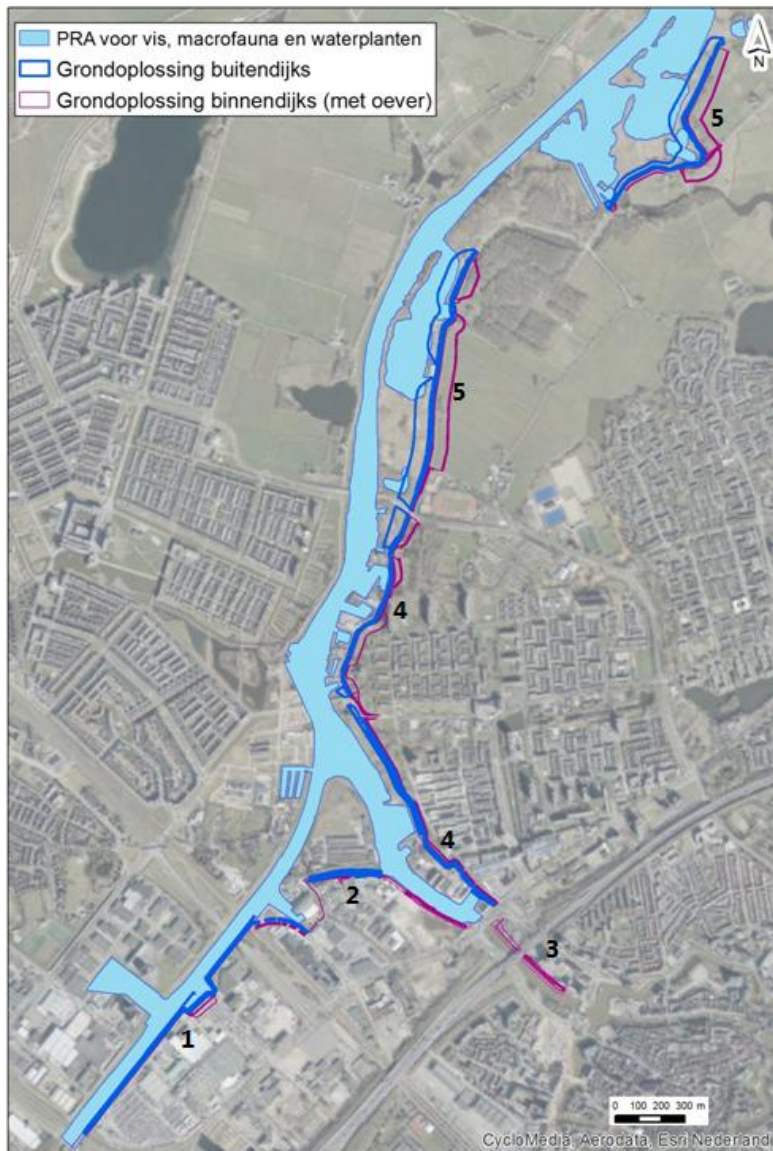 PRA voor vis, macrofauna en waterplanten
Grondoplossing buitendijks
Grondoplossing binnendijks (met oever)
N
5
5
4
4
2
3
1
0 100 200 300 m
CycloMedia, Aerodata, Esri Nederland